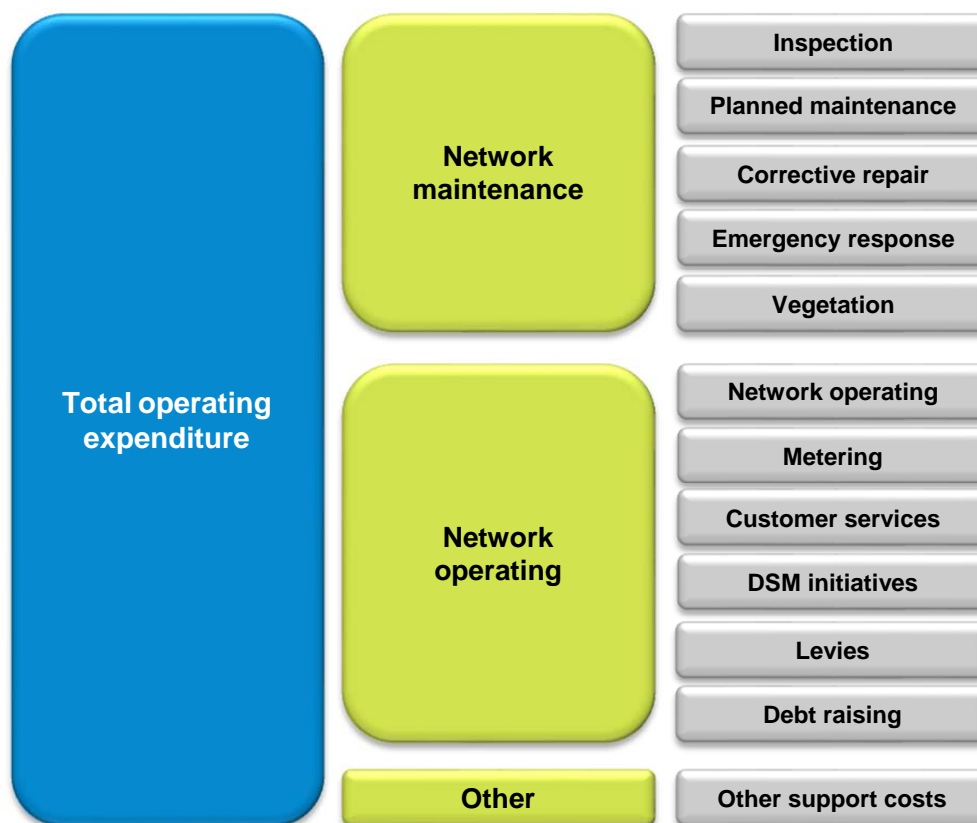 Total operating
expenditure
Network
maintenance
Inspection
Planned maintenance
Corrective repair
Emergency response
Vegetation
Network
operating
Network operating
Metering
Customer services
DSM initiatives
Levies
Debt raising
Other
Other support costs